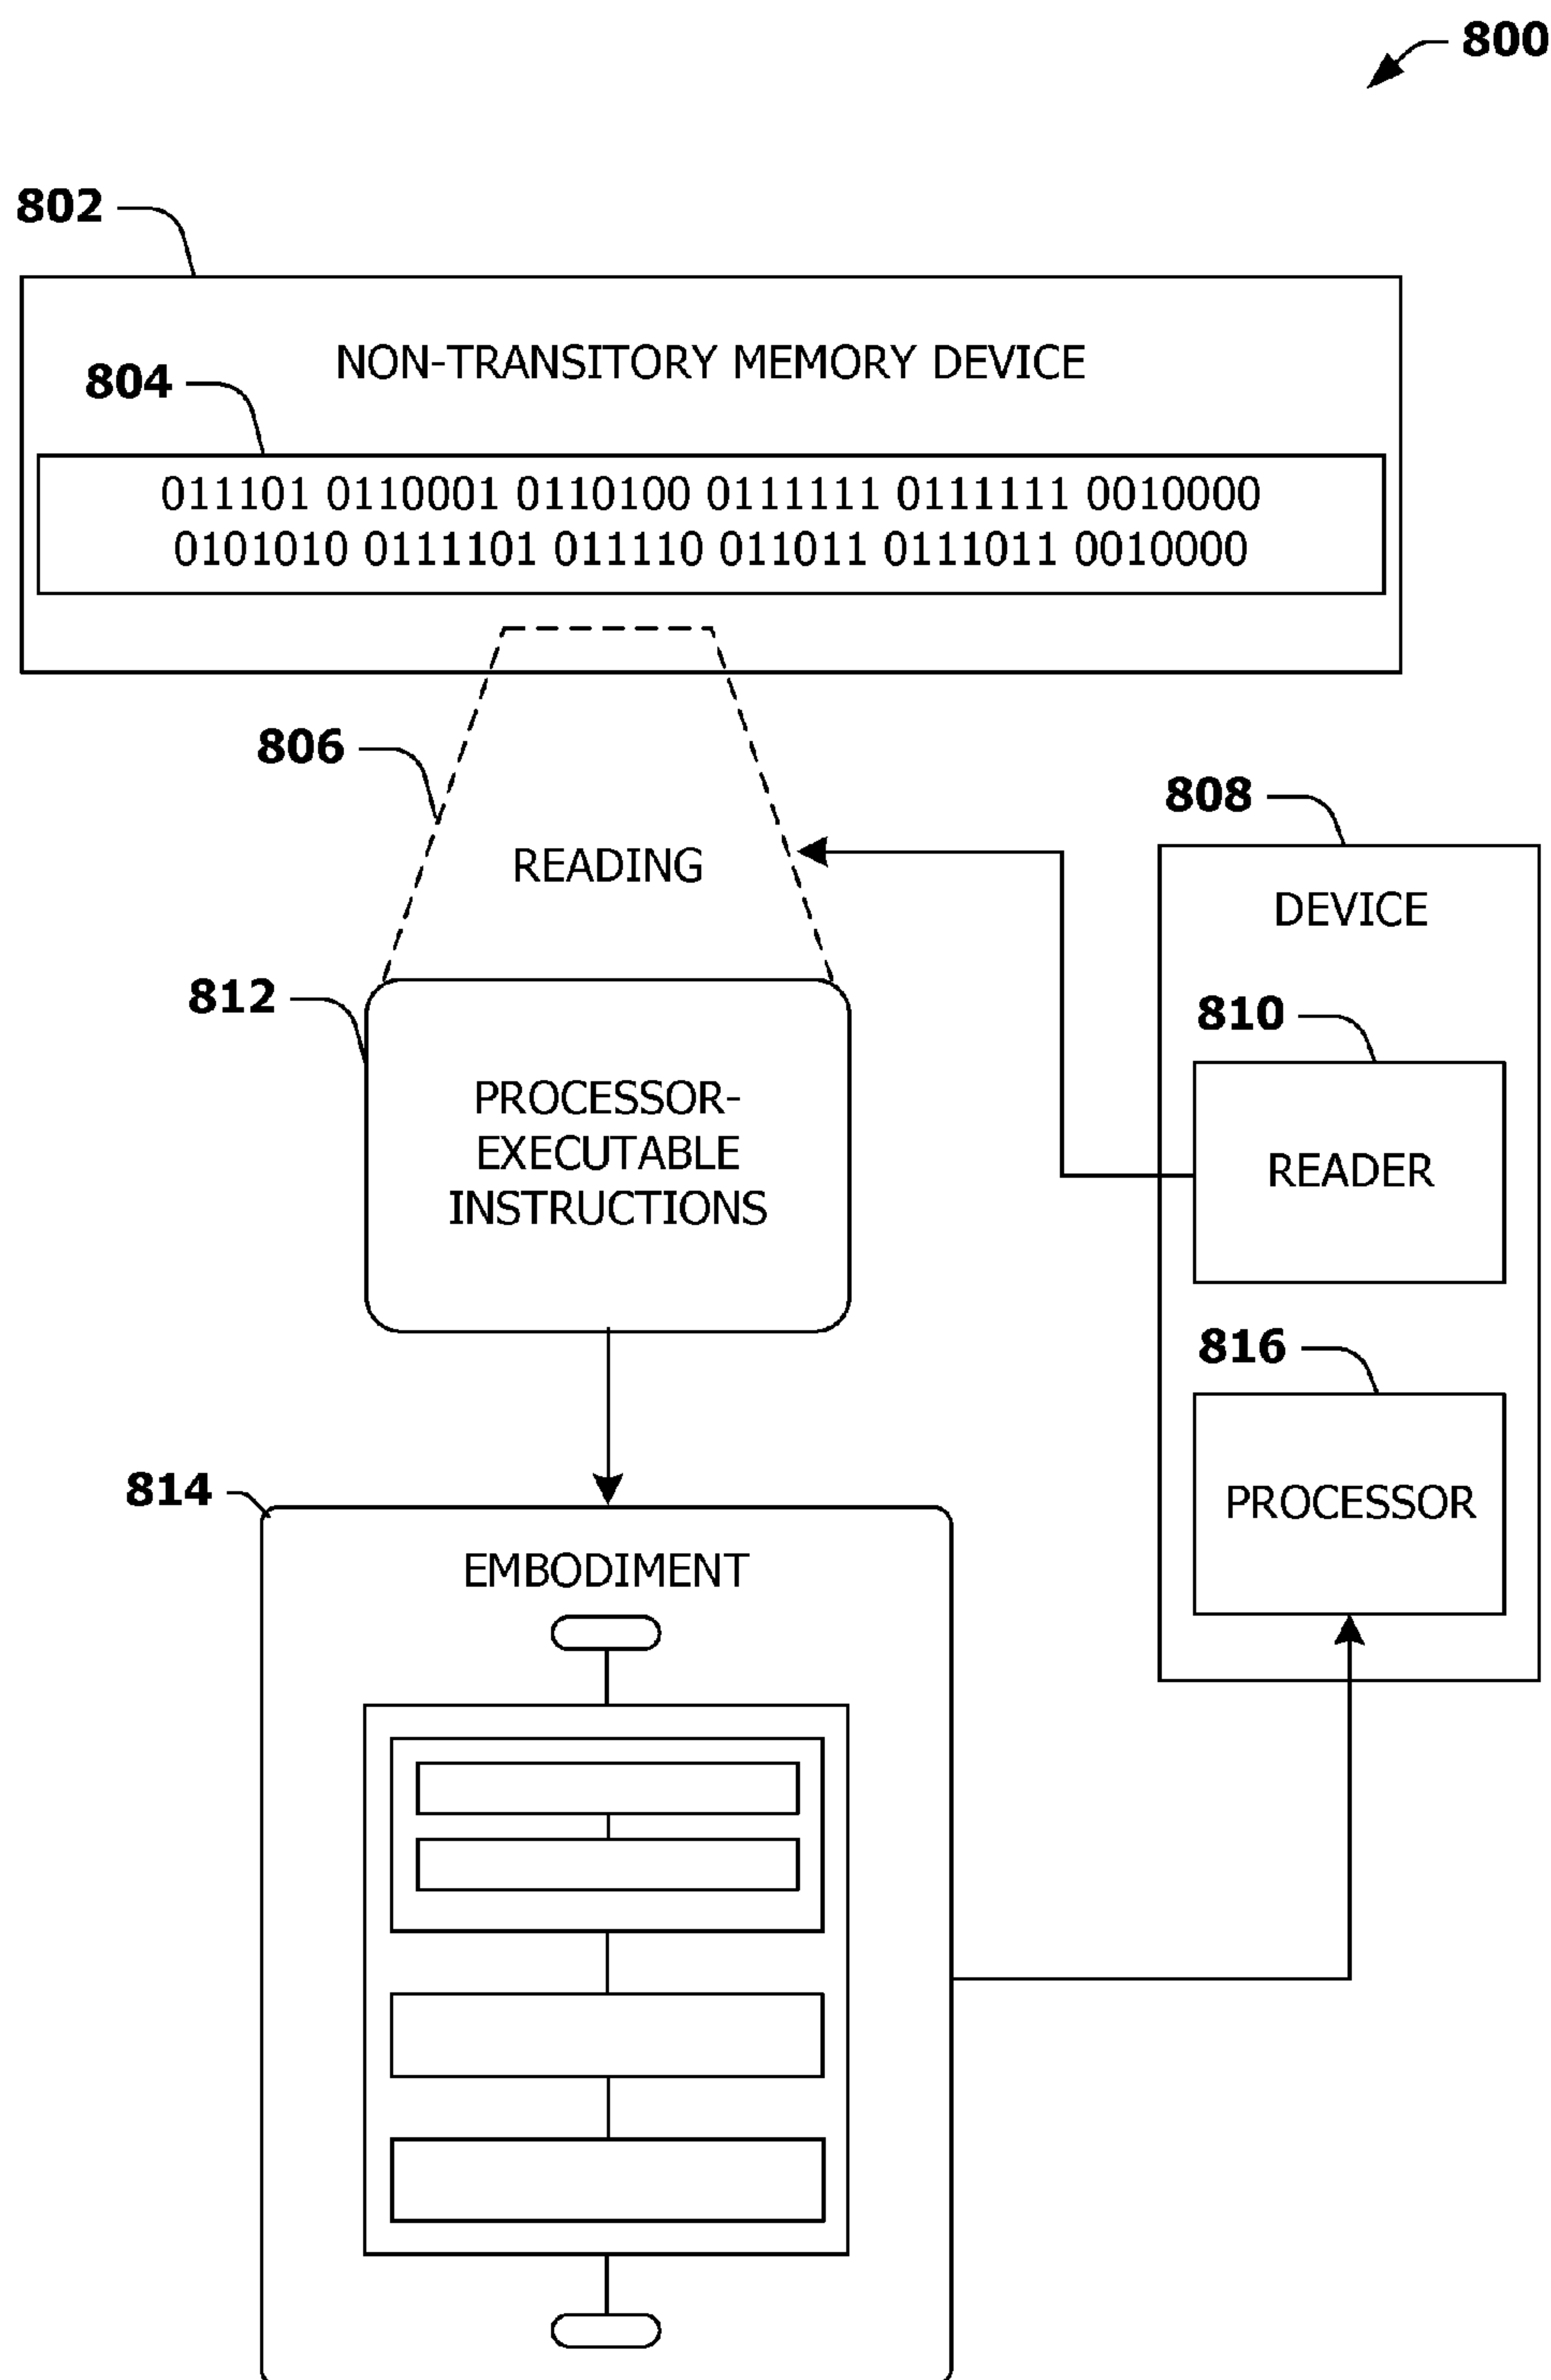 800
802
NON-TRANSITORY MEMORY DEVICE
804
011101 0110001 0110100 0111111 0111111 0010000
0101010 0111101 011110 011011 0111011 0010000
806
READING
808
DEVICE
812
PROCESSOR-
EXECUTABLE
INSTRUCTIONS
810
READER
816
PROCESSOR
814
EMBODIMENT